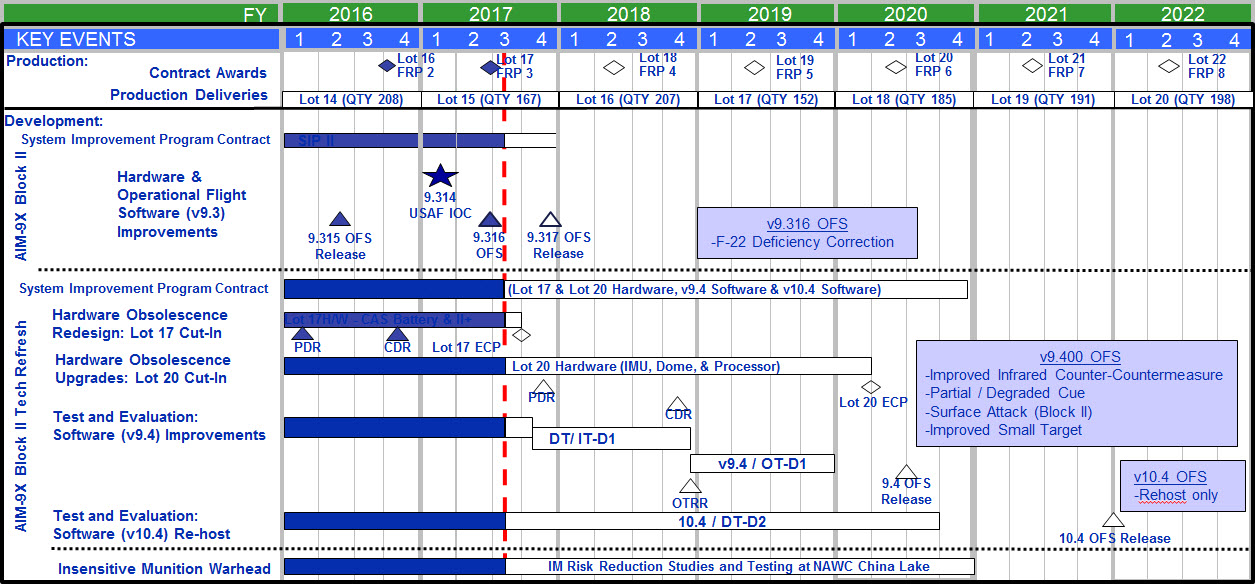 FY 2016 2017 2018 2019 2020 2021 2022
KEY EVENTS 1 2 3 4 1 2 3 4 1 2 3 4 1 2 3 4 1 2 3 4 1 2 3 4 1 2 3 4
Production:
Contract Awards
Lot 16
FRP 2
Lot 17
FRP 3
Lot 18
FRP 4
Lot 19
FRP 5
Lot 20
FRP 6
Lot 21
FRP 7
Lot 22
FRP 8
Production Deliveries
Lot 14 (QTY 208) Lot 15 (QTY 167) Lot 16 (QTY 207) Lot 17 (QTY 152) Lot 18 (QTY 185) Lot 19 (QTY 191) Lot 20 (QTY 198)
Development:
AIM-9X Block II
System Improvement Program Contract
SIP II
Hardware &
Operational Flight
Software (v9.3)
Improvements
9.314
USAF IOC
9.315 OFS
Release
9.316
OFS
9.317 OFS
Release
v9.316 OFS
-F-22 Deficiency Correction
AIM-9X Block II Tech Refresh
System Improvement Program Contract
(Lot 17 & Lot 20 Hardware, v9.4 Software & v10.4 Software)
Hardware Obsolescence
Redesign: Lot 17 Cut-In
Lot 17H/W - CAS Battery & II+
PDR
CDR
Lot 17 ECP
Hardware Obsolescence
Upgrades: Lot 20 Cut-In
Lot 20 Hardware (IMU, Dome, & Processor)
PDR
CDR
Lot 20 ECP
v9.400 OFS
-Improved Infrared Counter-Countermeasure
-Partial / Degraded Cue
-Surface Attack (Block II)
-Improved Small Target
Test and Evaluation:
Software (v9.4) Improvements
DT/ IT-D1
v9.4 / OT-D1
OTRR
9.4 OFS
Release
v10.4 OFS
-Rehost only
Test and Evaluation:
Software (v10.4) Re-host
10.4 / DT-D2
10.4 OFS Release
Insensitive Munition Warhead
IM Risk Reduction Studies and Testing at NAWC China Lake